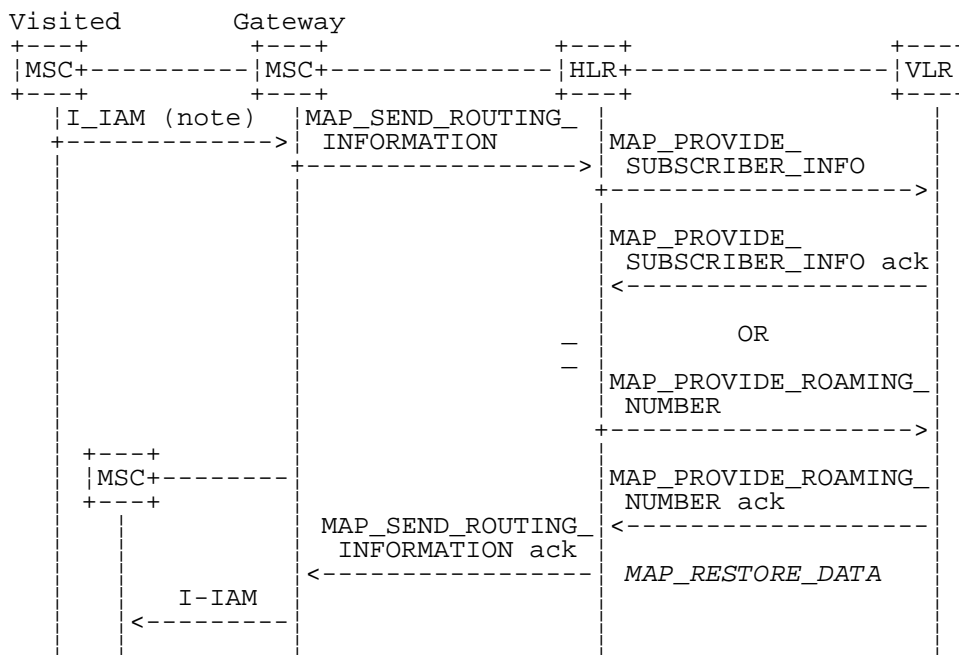 Visited Gateway
MSC MSC HLR VLR
I_IAM (note) MAP_SEND_ROUTING_
INFORMATION MAP_PROVIDE_
SUBSCRIBER_INFO
MAP_PROVIDE_
SUBSCRIBER_INFO ack
OR
MAP_PROVIDE_ROAMING_
NUMBER
MSC MAP_PROVIDE_ROAMING_
NUMBER ack
MAP_SEND_ROUTING_
INFORMATION ack
MAP_RESTORE_DATA
I-IAM